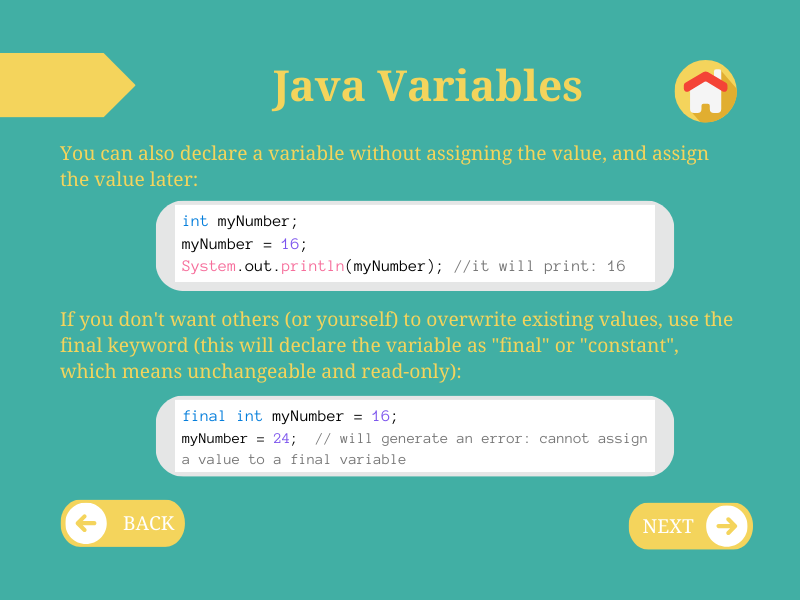 Java Variables
You can also declare a variable without assigning the value, and assign
the value later:
int myNumber;
myNumber = 16;
System.out.println(myNumber); //it will print: 16
If you don't want others (or yourself) to overwrite existing values, use the
final keyword (this will declare the variable as "final" or "constant",
which means unchangeable and read-only):
final int myNumber = 16;
myNumber = 24;  // will generate an error: cannot assign
a value to a final variable
BACK
NEXT